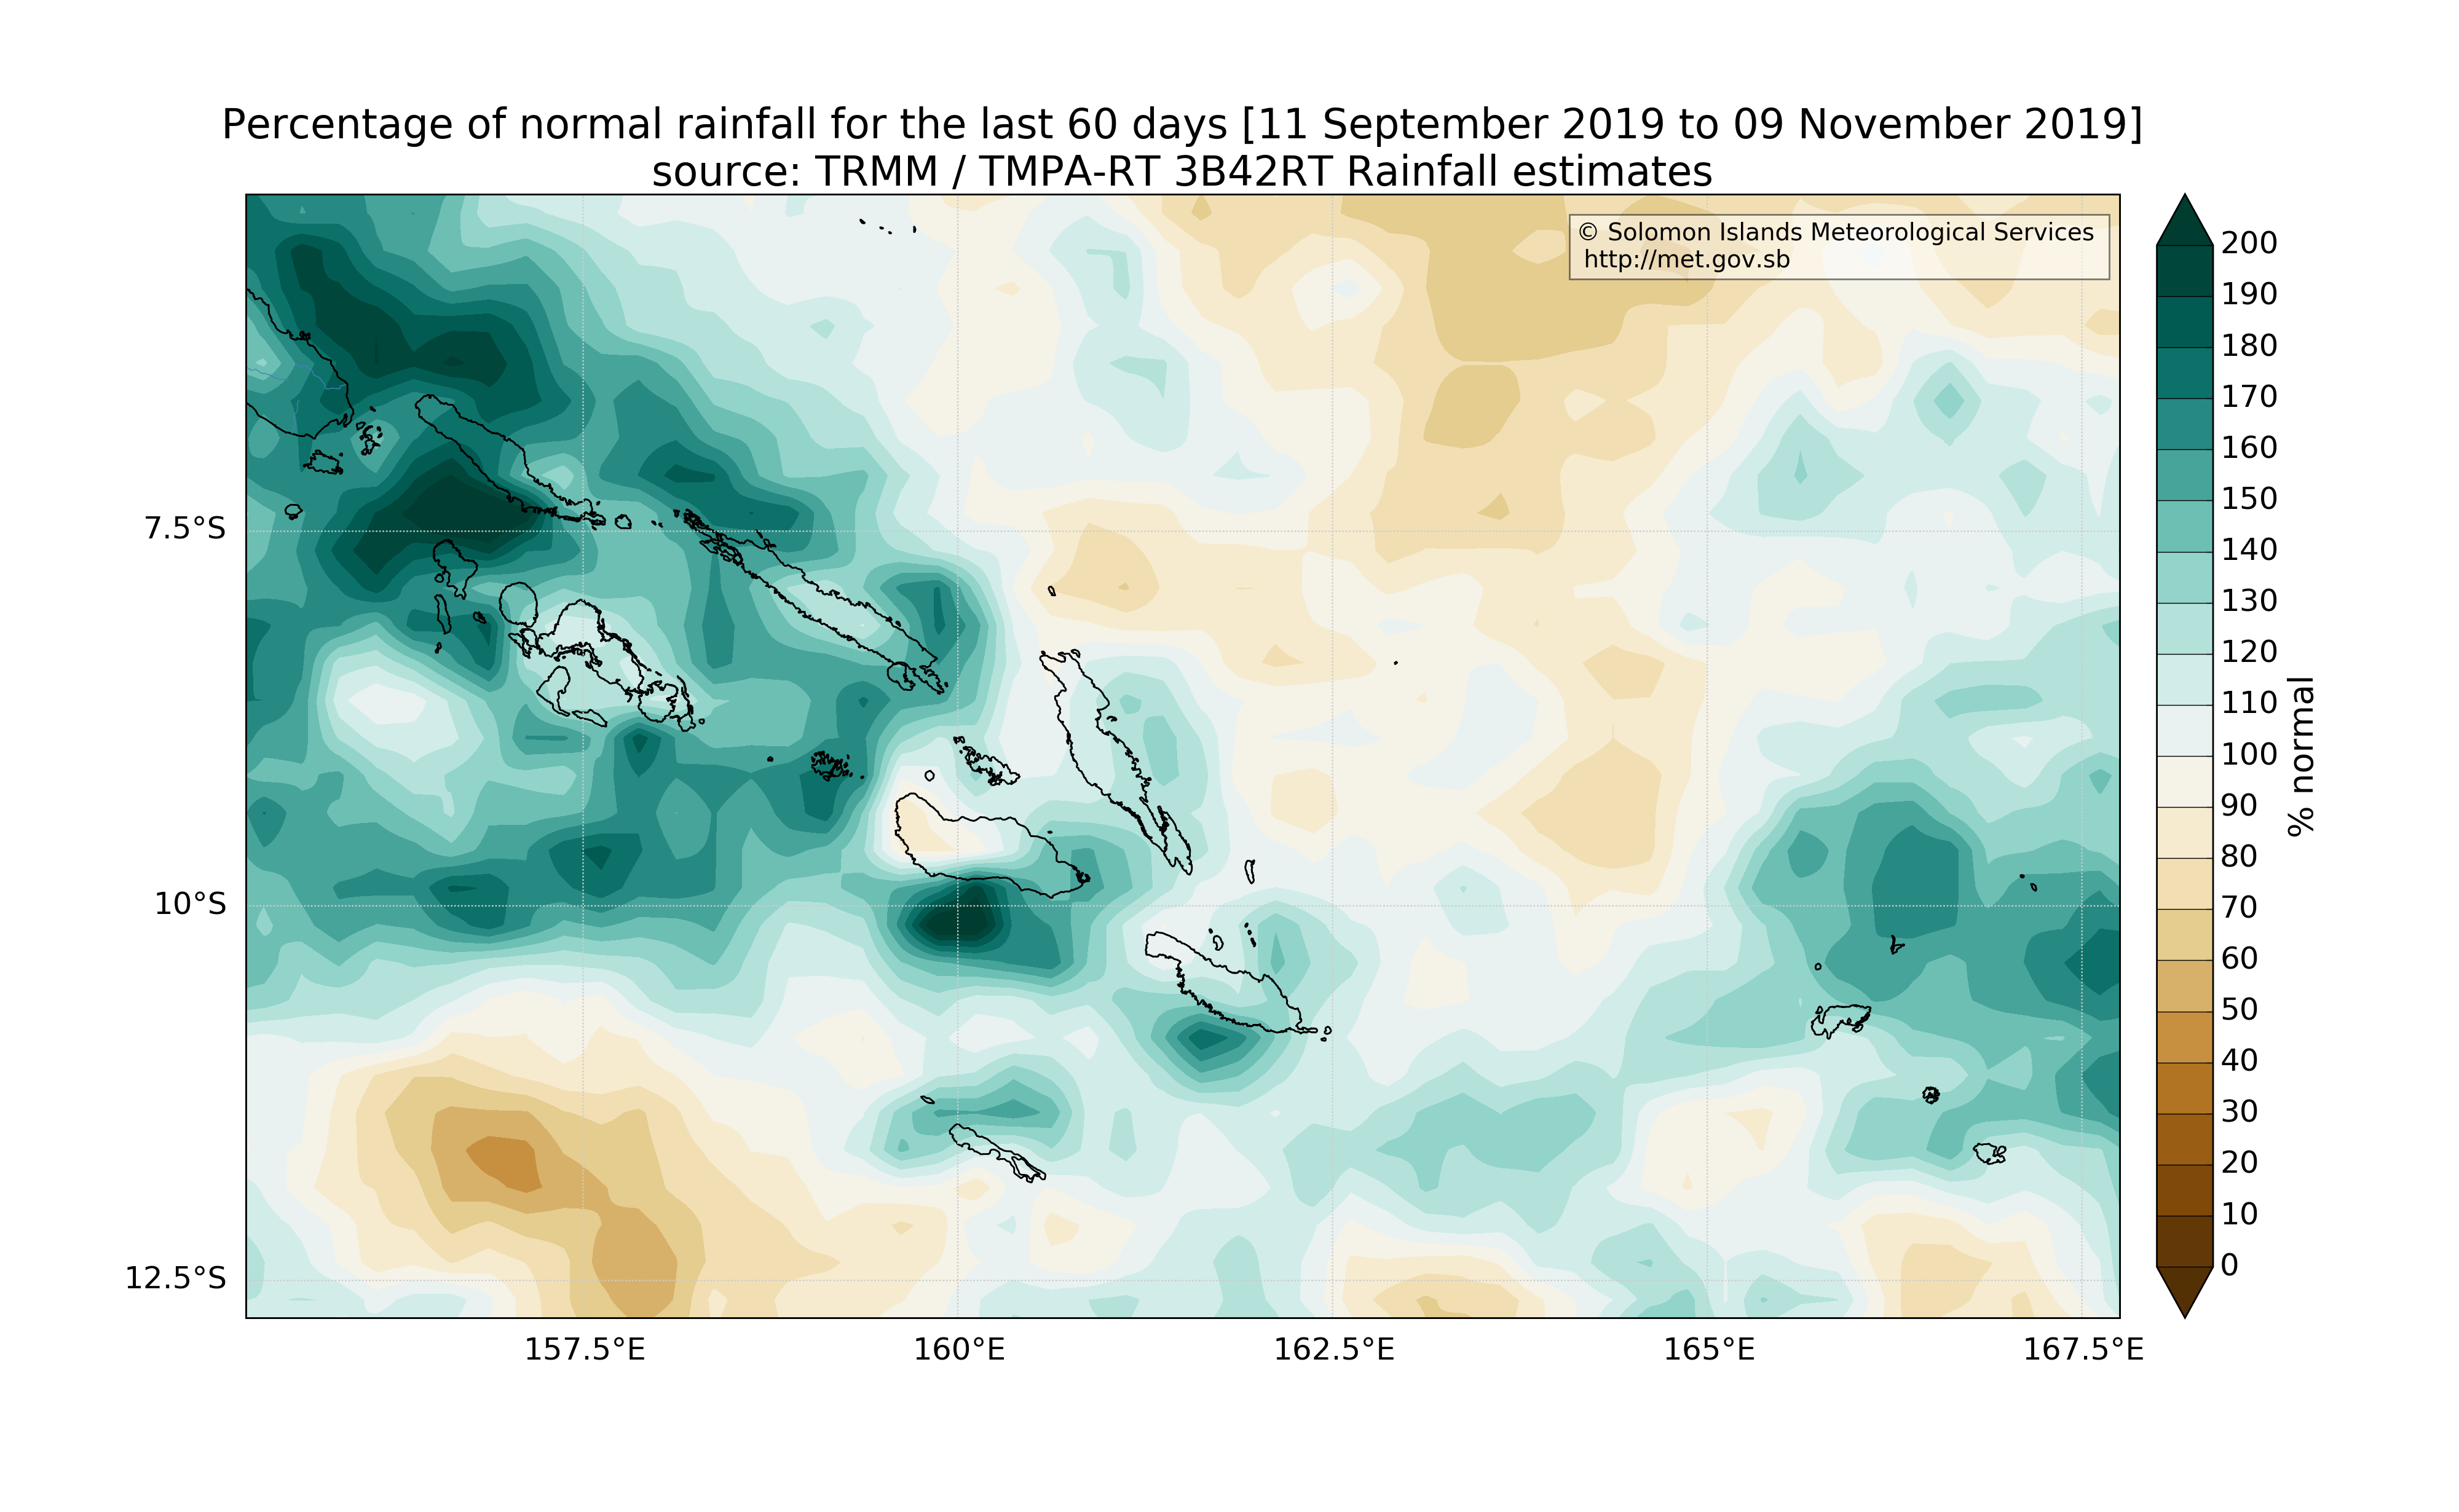 Percentage of normal rainfall for the last 60 days [11 September 2019 to 09 November 2019]
source: TRMM / TMPA-RT 3B42RT Rainfall estimates
© Solomon Islands Meteorological Services
http://met.gov.sb
7.5°S
10°S
12.5°S
157.5°E
160°E
162.5°E
165°E
167.5°E
200
190
180
170
160
150
140
130
120
110
100
90
80
70
60
50
40
30
20
10
0
% normal